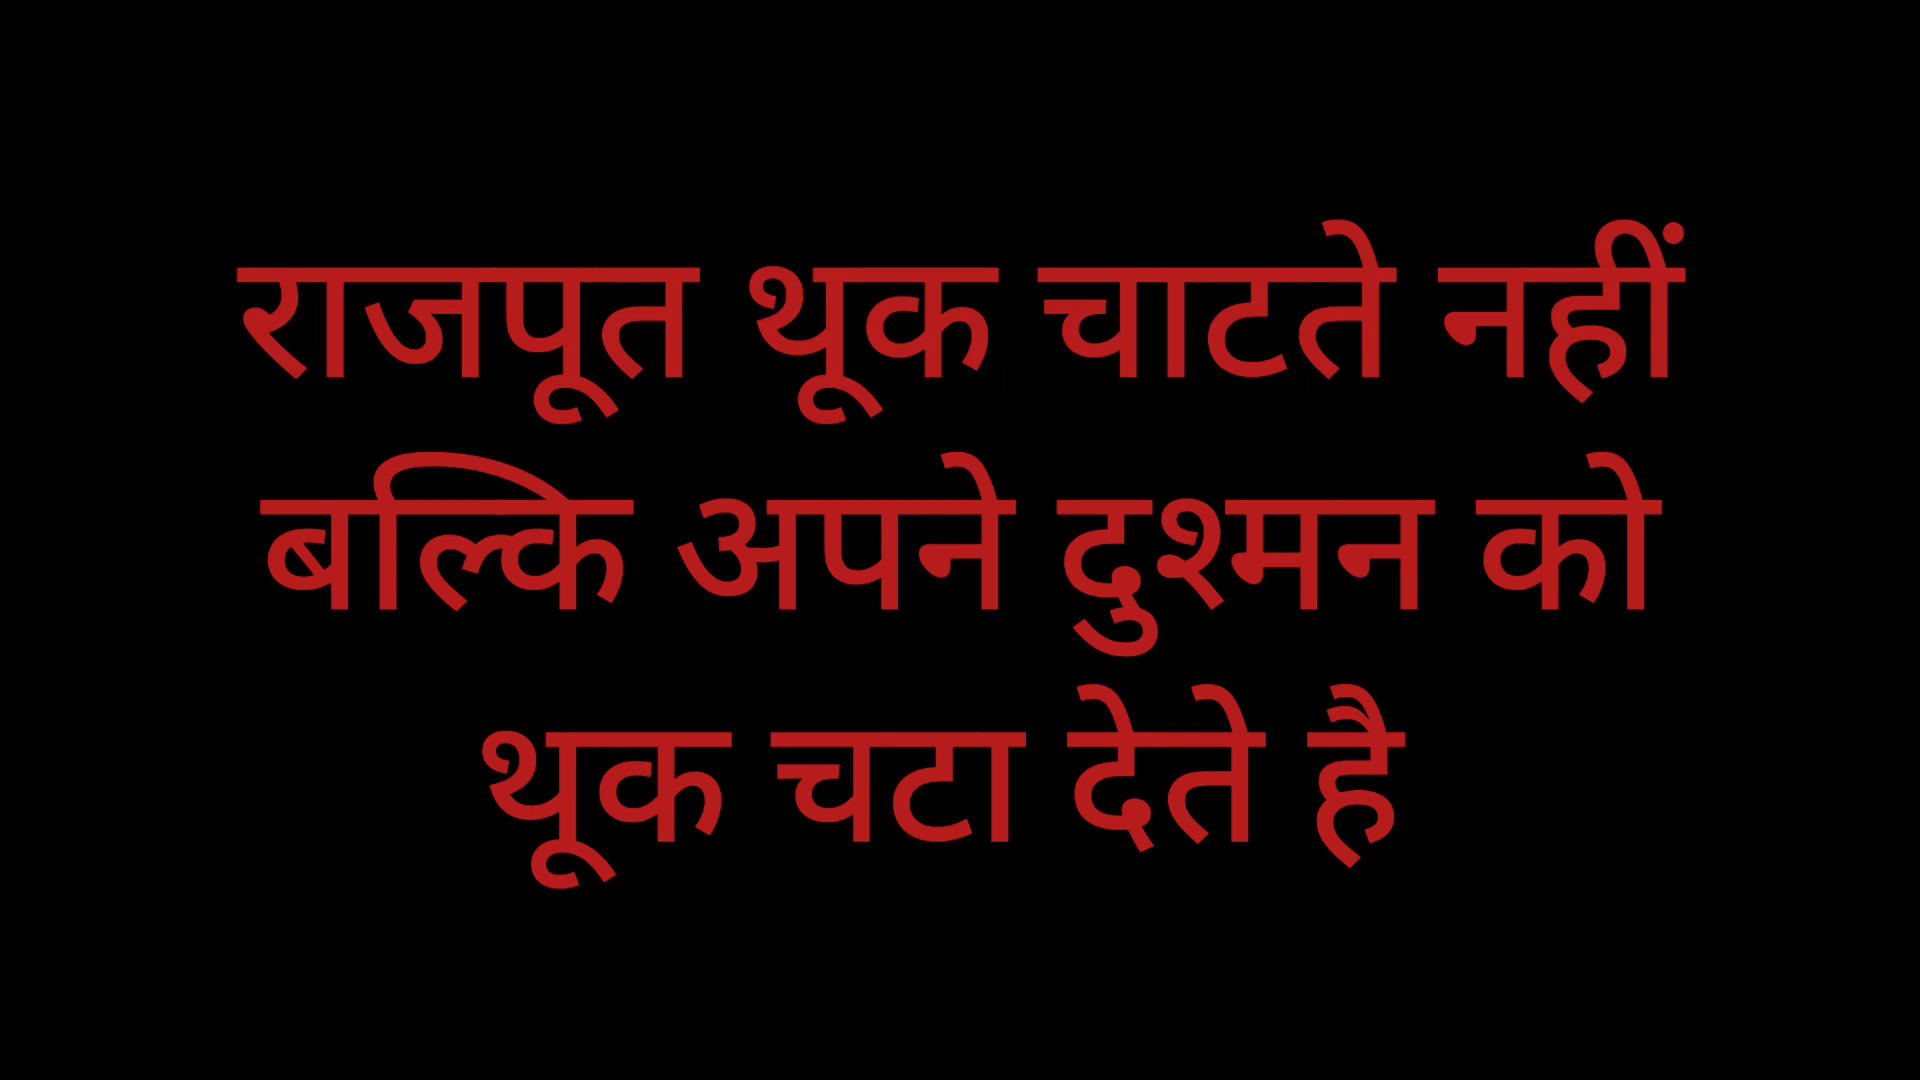 राजपूत थूक चाटते नहीं
बल्कि अपने दुश्मन को
थूक चटा देते है